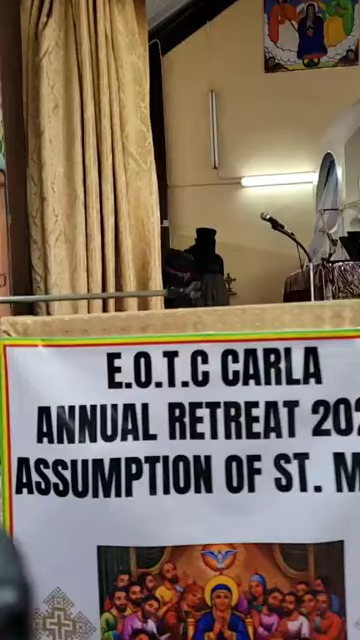 E.O.T.C CARLA
ANNUAL RETREAT 202
ASSUMPTION OF ST. M